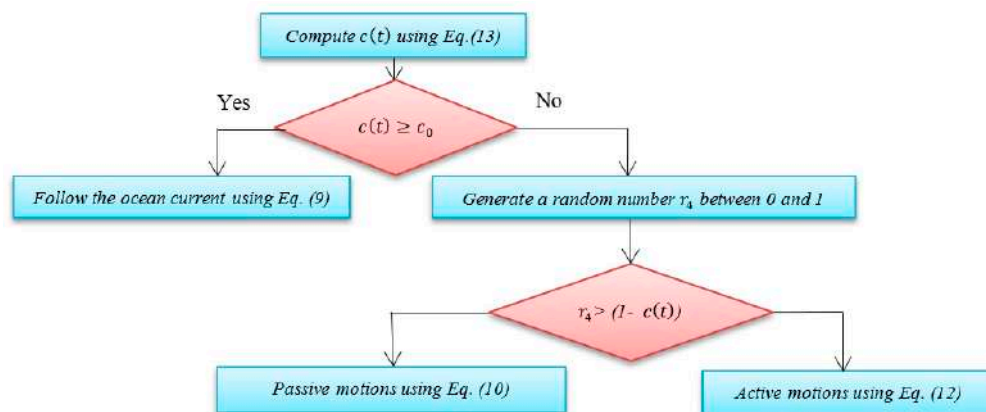 Compute c(t) using Eq.(13)
Yes
No
c(t) ≥ c₀
Follow the ocean current using Eq. (9)
Generate a random number r₄ between 0 and 1
r₄ > (1- c(t))
Passive motions using Eq. (10)
Active motions using Eq. (12)